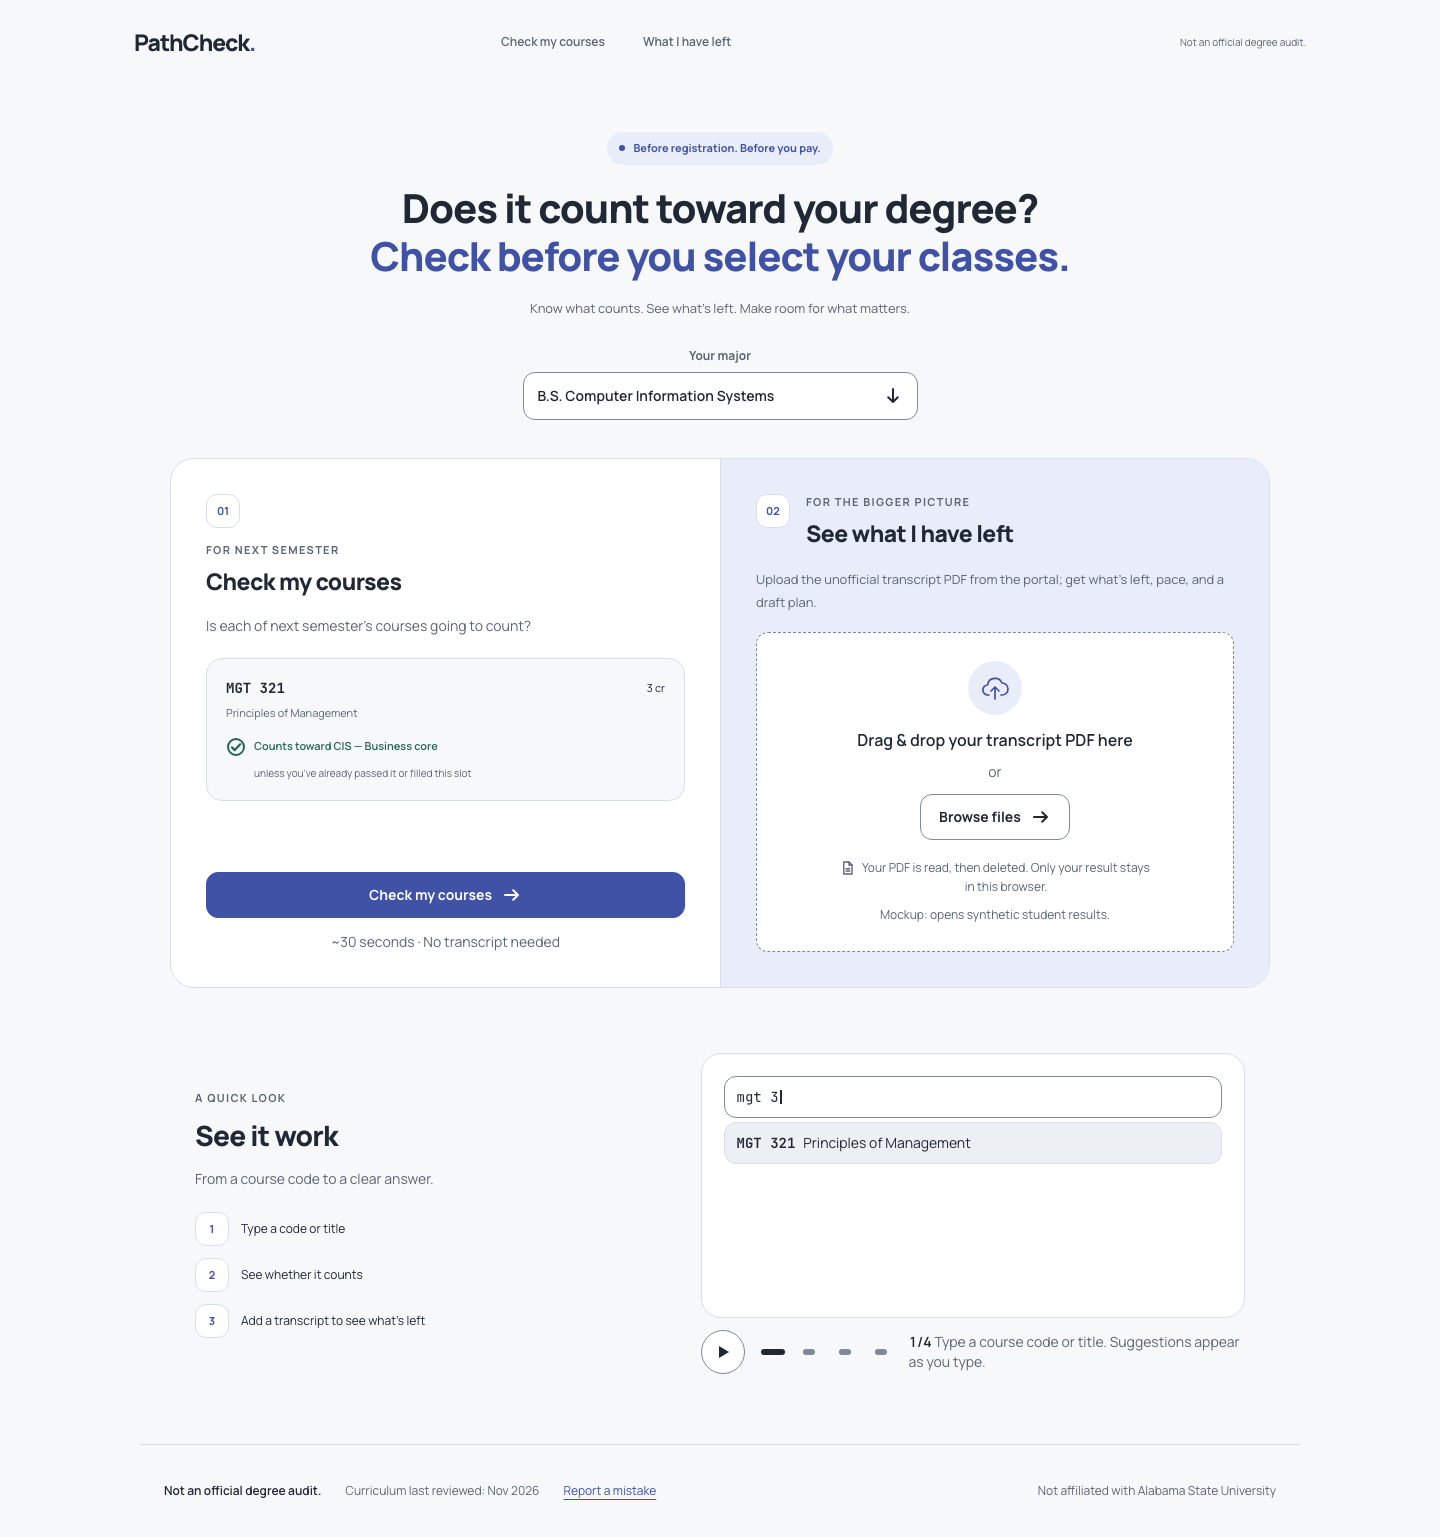 PathCheck.
Check my courses
What I have left
Not an official degree audit.
Before registration. Before you pay.
Does it count toward your degree?
Check before you select your classes.
Know what counts. See what's left. Make room for what matters.
Your major
B.S. Computer Information Systems
01
FOR NEXT SEMESTER
Check my courses
Is each of next semester's courses going to count?
MGT 321
3 cr
Principles of Management
Counts toward CIS — Business core
unless you've already passed it or filled this slot
Check my courses
~30 seconds · No transcript needed
02
FOR THE BIGGER PICTURE
See what I have left
Upload the unofficial transcript PDF from the portal; get what's left, pace, and a
draft plan.
Drag & drop your transcript PDF here
or
Browse files
Your PDF is read, then deleted. Only your result stays
in this browser.
Mockup: opens synthetic student results.
A QUICK LOOK
See it work
From a course code to a clear answer.
1 Type a code or title
2 See whether it counts
3 Add a transcript to see what's left
mgt 3
MGT 321 Principles of Management
1/4 Type a course code or title. Suggestions appear
as you type.
Not an official degree audit.
Curriculum last reviewed: Nov 2026
Report a mistake
Not affiliated with Alabama State University